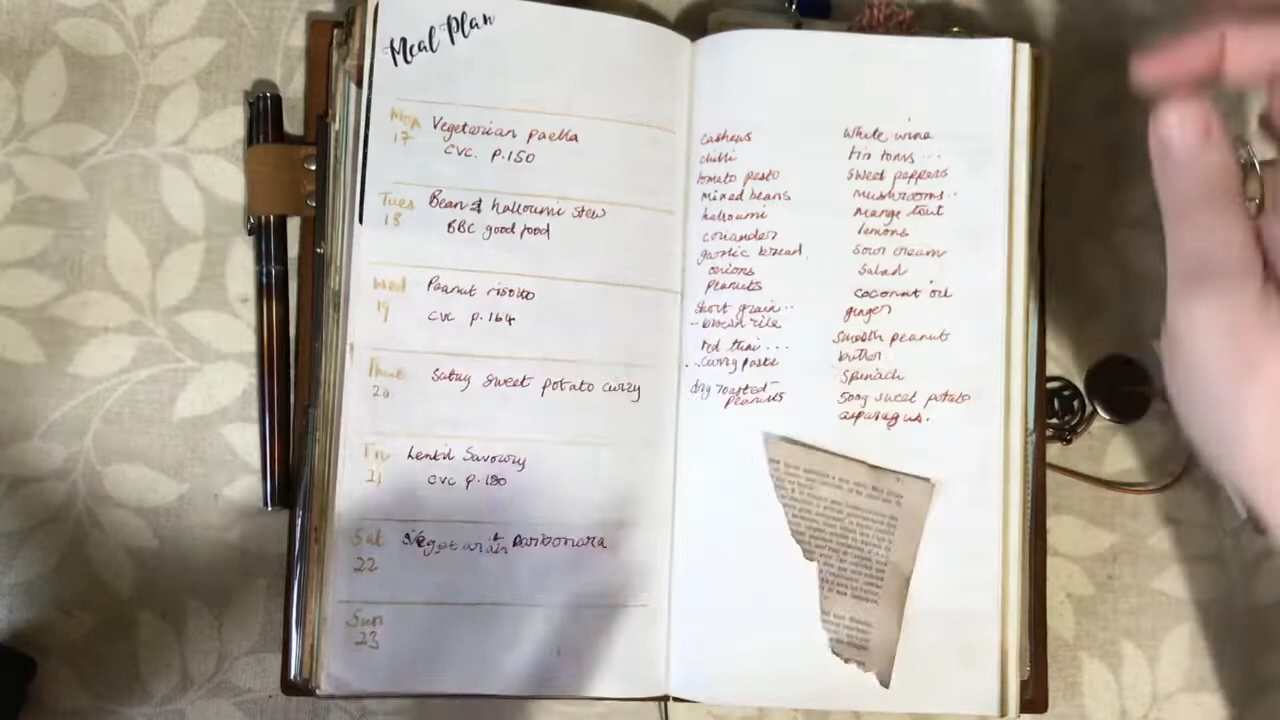 Meal Plan
Mon
17
Vegetarian paella
CVC. p.150
Tues
18
Bean & halloumi stew
BBC good food
Wed
19
Peanut risotto
CVC p.164
Thurs
20
Satay sweet potato curry
Fri
21
Lentil Savoury
CVC p.180
Sat
22
Vegetarian Carbonara
Sun
23
cashews
chilli
tomato pesto
mixed beans
halloumi
coriander
garlic bread
onions
peanuts
short grain..
..brown rice
red thai...
..curry paste
dry roasted
peanuts
white wine
tin toms...
sweet peppers
mushrooms..
mange tout
lemons
sour cream
salad
coconut oil
ginger
smooth peanut
butter
spinach
500g sweet potato
asparagus.